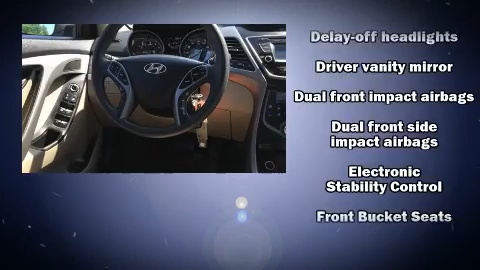 Delay-off headlights
Driver vanity mirror
Dual front impact airbags
Dual front side
impact airbags
Electronic
Stability Control
Front Bucket Seats